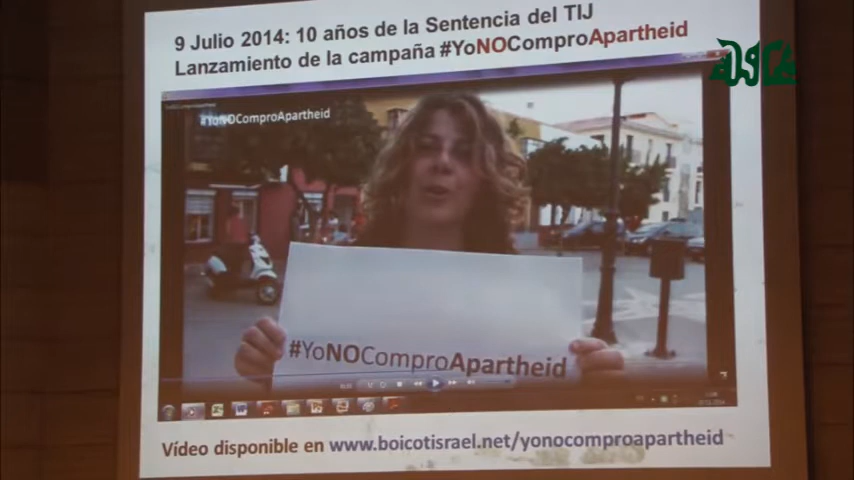 9 Julio 2014: 10 años de la Sentencia del TIJ
Lanzamiento de la campaña #YoNOComproApartheid
#YoNOComproApartheid
#YoNOComproApartheid
Vídeo disponible en www.boicotisrael.net/yonocomproapartheid